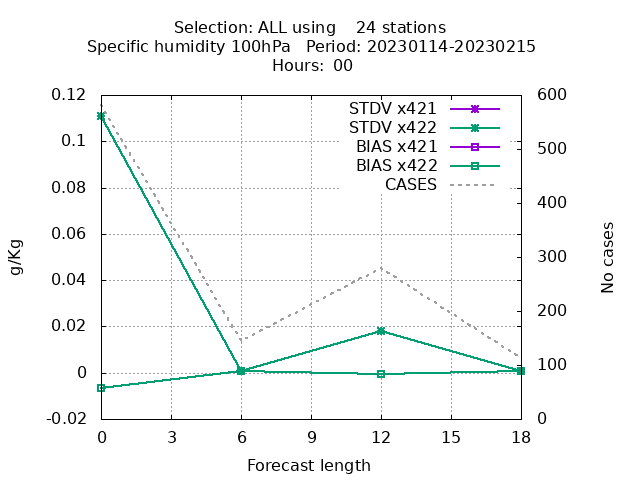 Selection: ALL using    24 stations
Specific humidity 100hPa   Period: 20230114-20230215
Hours:  00
STDV x421
STDV x422
BIAS x421
BIAS x422
CASES
0.12
0.1
0.08
0.06
0.04
0.02
0
-0.02
600
500
400
300
200
100
0
g/Kg
No cases
0 3 6 9 12 15 18
Forecast length